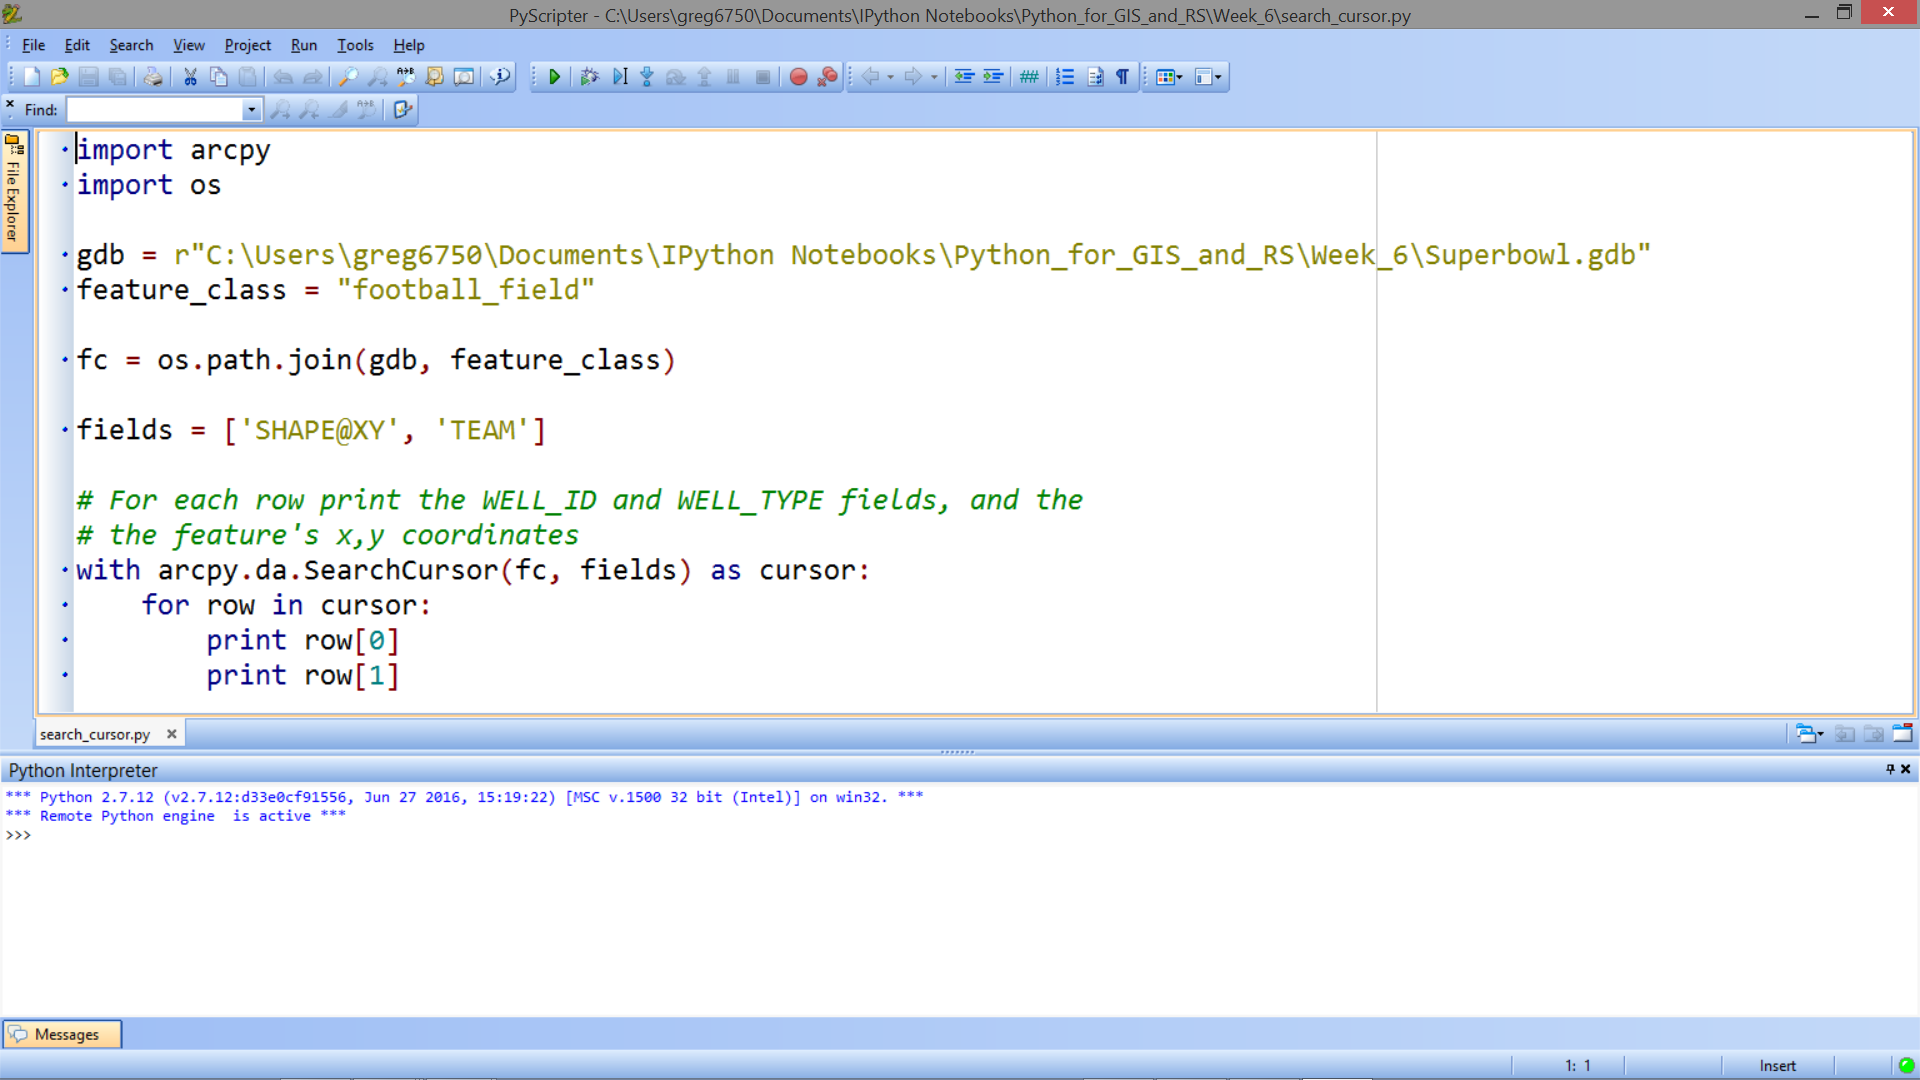 PyScripter - C:\Users\greg6750\Documents\IPython Notebooks\Python_for_GIS_and_RS\Week_6\search_cursor.py
File Edit Search View Project Run Tools Help
Find:
File Explorer
import arcpy
import os
gdb = r"C:\Users\greg6750\Documents\IPython Notebooks\Python_for_GIS_and_RS\Week_6\Superbowl.gdb"
feature_class = "football_field"
fc = os.path.join(gdb, feature_class)
fields = ['SHAPE@XY', 'TEAM']
# For each row print the WELL_ID and WELL_TYPE fields, and the
# the feature's x,y coordinates
with arcpy.da.SearchCursor(fc, fields) as cursor:
    for row in cursor:
        print row[0]
        print row[1]
search_cursor.py
Python Interpreter
*** Python 2.7.12 (v2.7.12:d33e0cf91556, Jun 27 2016, 15:19:22) [MSC v.1500 32 bit (Intel)] on win32. ***
*** Remote Python engine  is active ***
>>>
Messages
1: 1 Insert